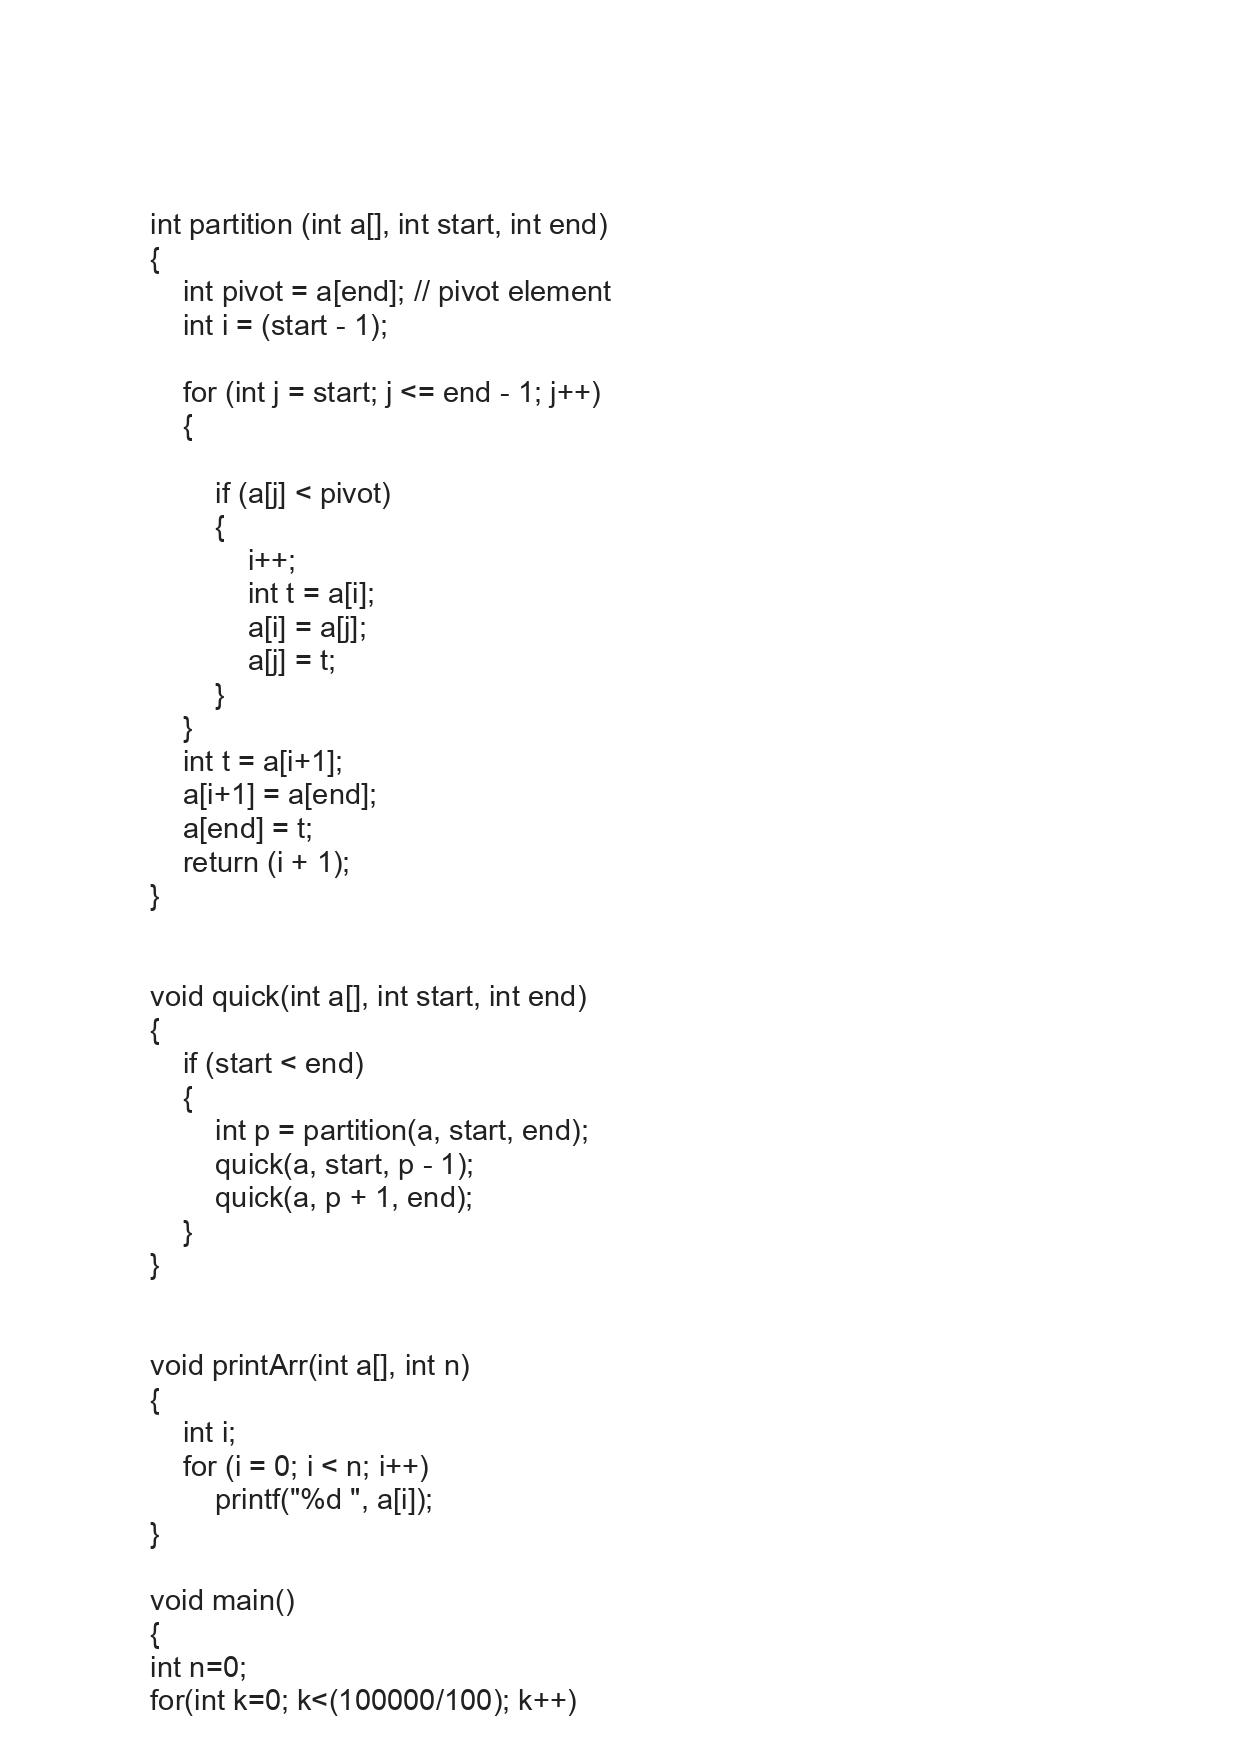 int partition (int a[], int start, int end)
{
    int pivot = a[end]; // pivot element
    int i = (start - 1);

    for (int j = start; j <= end - 1; j++)
    {

        if (a[j] < pivot)
        {
            i++;
            int t = a[i];
            a[i] = a[j];
            a[j] = t;
        }
    }
    int t = a[i+1];
    a[i+1] = a[end];
    a[end] = t;
    return (i + 1);
}


void quick(int a[], int start, int end)
{
    if (start < end)
    {
        int p = partition(a, start, end);
        quick(a, start, p - 1);
        quick(a, p + 1, end);
    }
}


void printArr(int a[], int n)
{
    int i;
    for (i = 0; i < n; i++)
        printf("%d ", a[i]);
}

void main()
{
int n=0;
for(int k=0; k<(100000/100); k++)